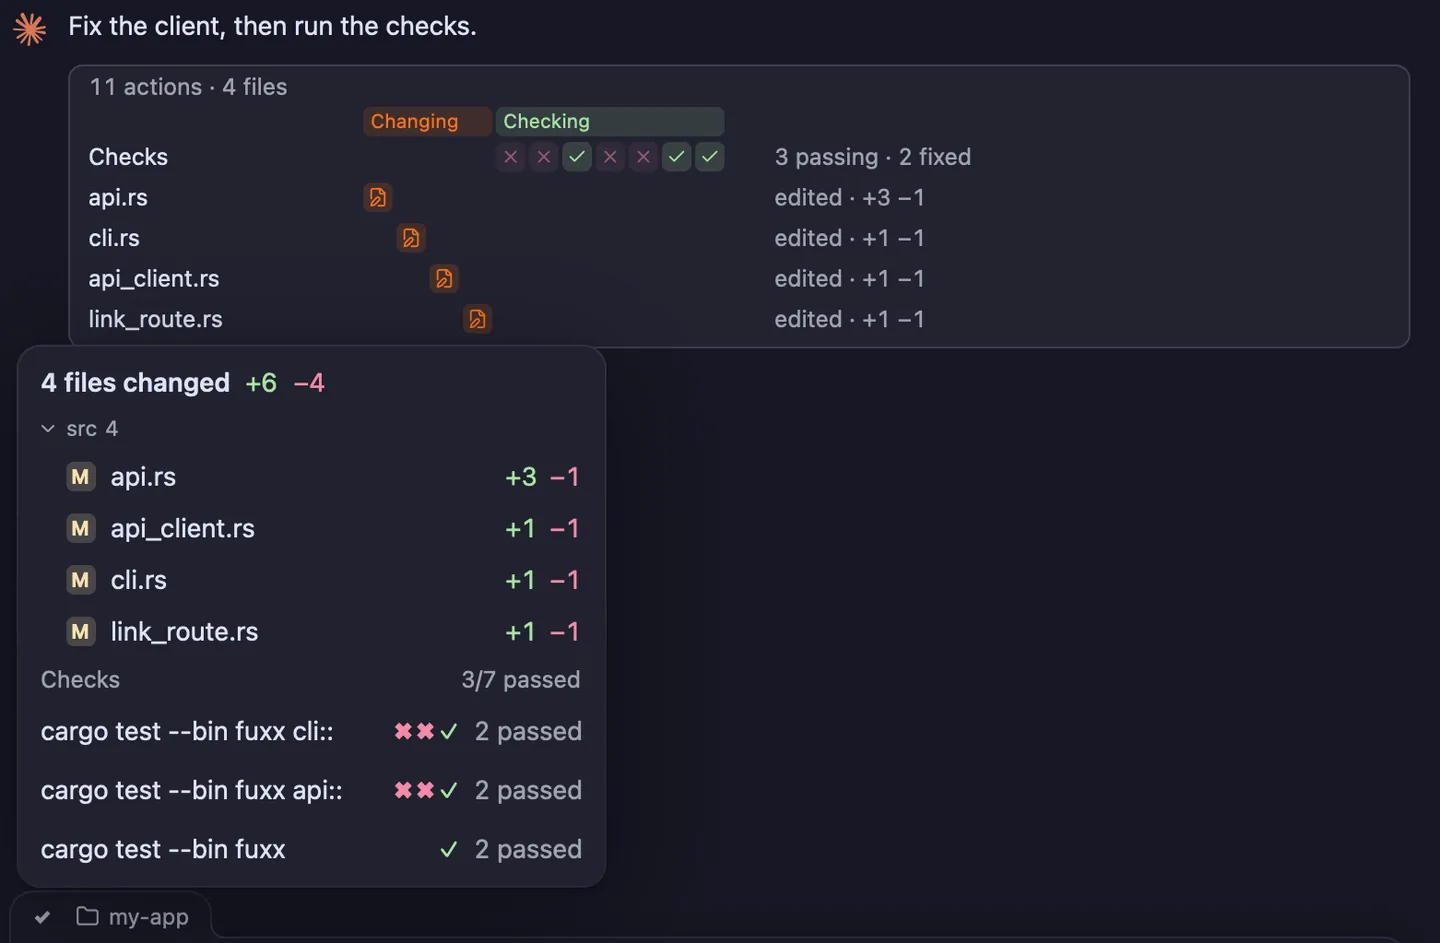 Fix the client, then run the checks.
11 actions · 4 files
Changing Checking
Checks 3 passing · 2 fixed
api.rs edited · +3 −1
cli.rs edited · +1 −1
api_client.rs edited · +1 −1
link_route.rs edited · +1 −1
4 files changed +6 −4
src 4
M api.rs +3 −1
M api_client.rs +1 −1
M cli.rs +1 −1
M link_route.rs +1 −1
Checks 3/7 passed
cargo test --bin fuxx cli:: ✖✖✓ 2 passed
cargo test --bin fuxx api:: ✖✖✓ 2 passed
cargo test --bin fuxx ✓ 2 passed
✔ my-app